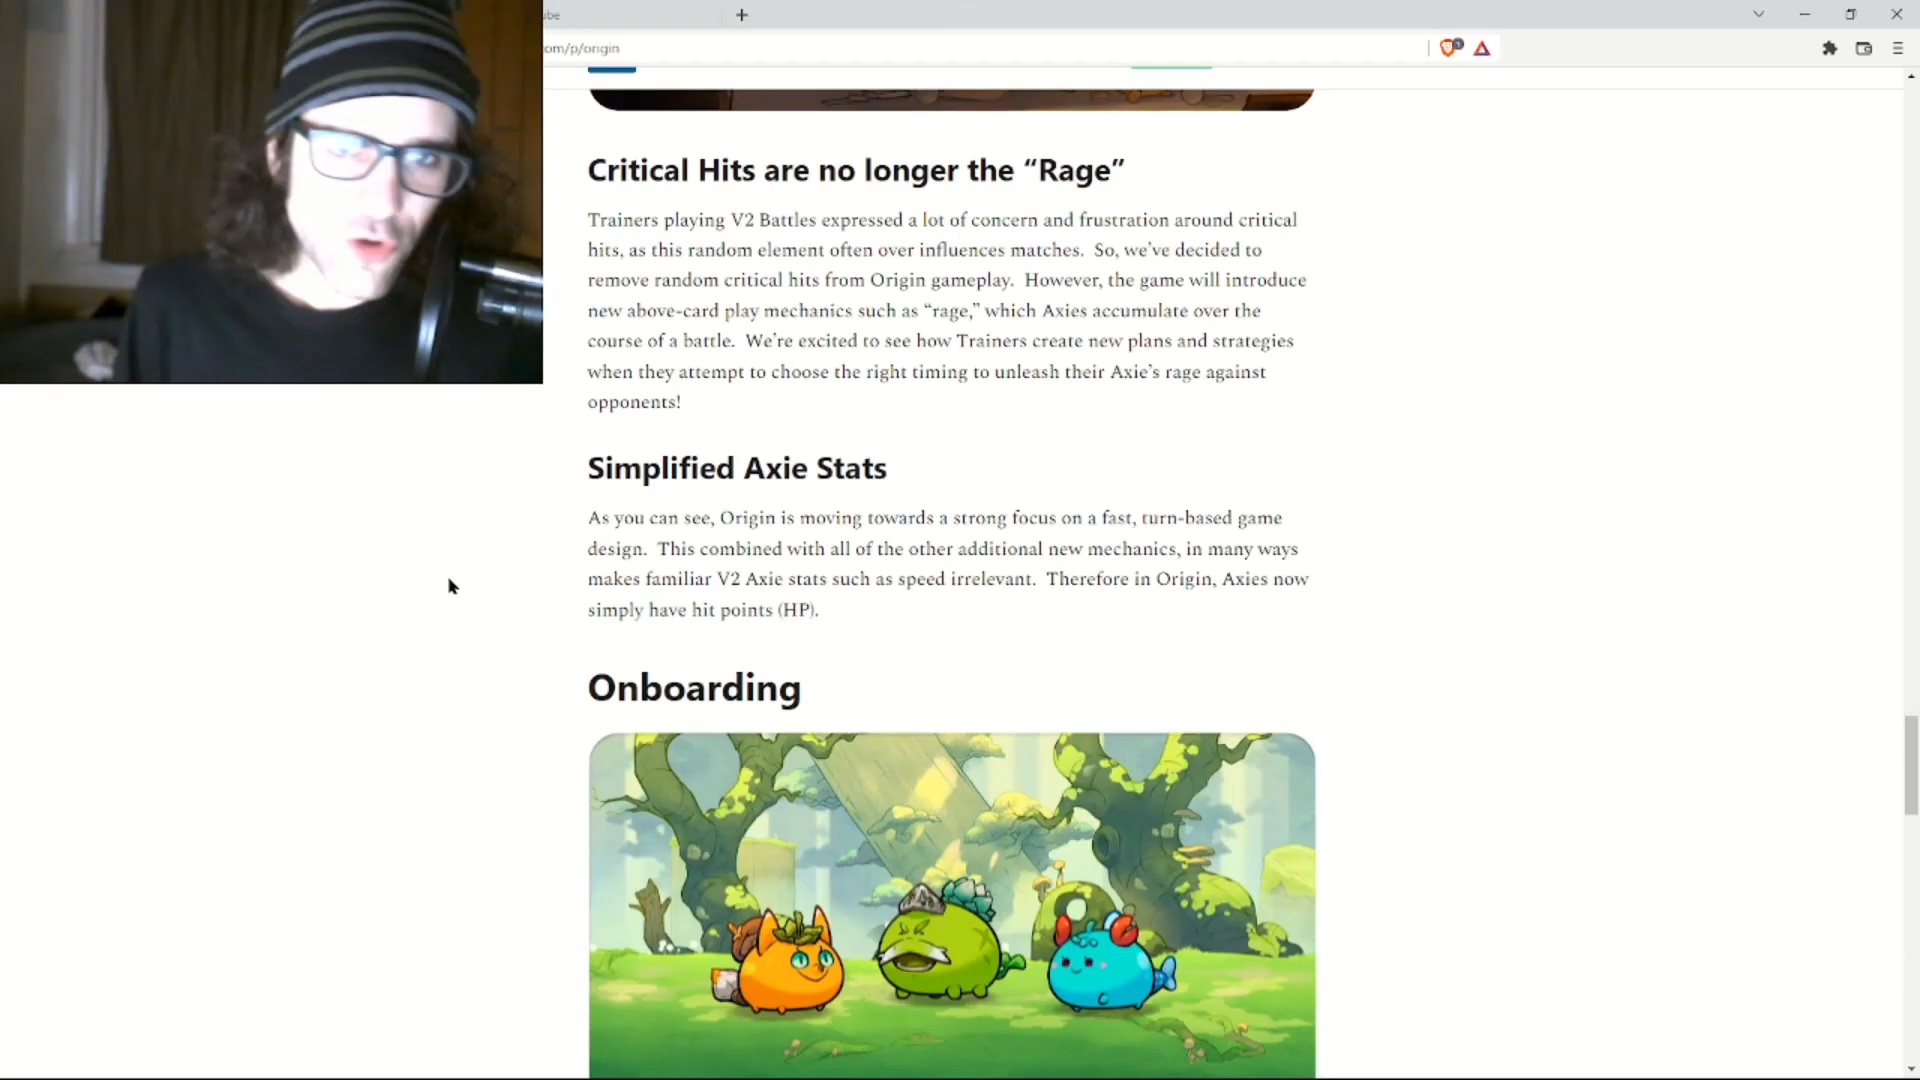 ube
om/p/origin
1
Critical Hits are no longer the “Rage”
Trainers playing V2 Battles expressed a lot of concern and frustration around critical
hits, as this random element often over influences matches.  So, we’ve decided to
remove random critical hits from Origin gameplay.  However, the game will introduce
new above-card play mechanics such as “rage,” which Axies accumulate over the
course of a battle.  We’re excited to see how Trainers create new plans and strategies
when they attempt to choose the right timing to unleash their Axie’s rage against
opponents!
Simplified Axie Stats
As you can see, Origin is moving towards a strong focus on a fast, turn-based game
design.  This combined with all of the other additional new mechanics, in many ways
makes familiar V2 Axie stats such as speed irrelevant.  Therefore in Origin, Axies now
simply have hit points (HP).
Onboarding